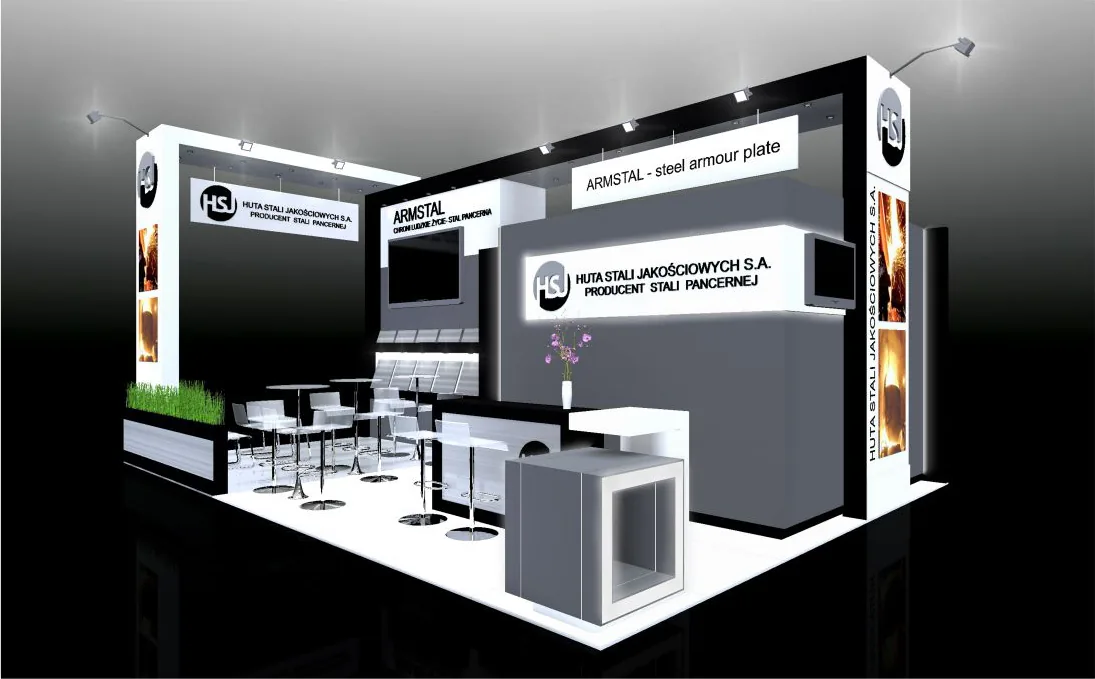 HSJ
HUTA STALI JAKOŚCIOWYCH S.A.
PRODUCENT STALI PANCERNEJ
HSJ
ARMSTAL
CHRONI LUDZKIE ŻYCIE- STAL PANCERNA
ARMSTAL - steel armour plate
HSJ
HUTA STALI JAKOŚCIOWYCH S.A.
PRODUCENT STALI PANCERNEJ
HSJ
HUTA STALI JAKOŚCIOWYCH S.A.